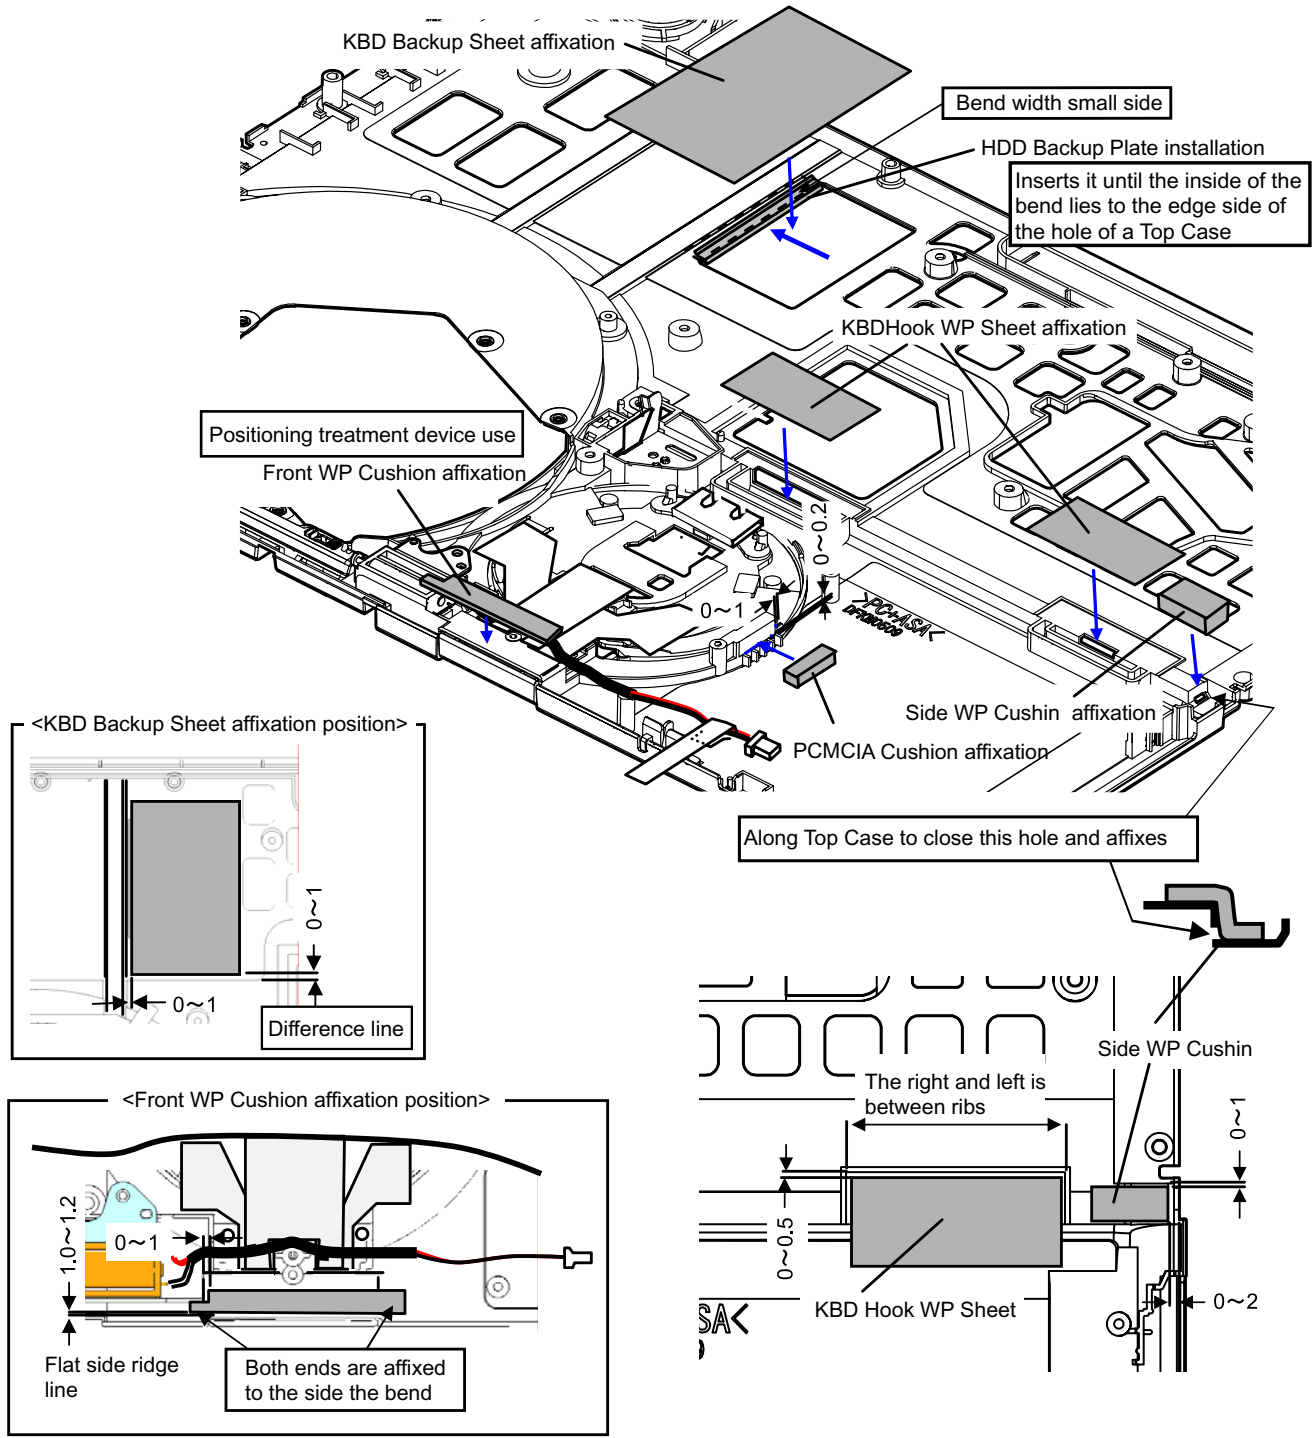 KBD Backup Sheet affixation
Bend width small side
HDD Backup Plate installation
Inserts it until the inside of the
bend lies to the edge side of
the hole of a Top Case
KBDHook WP Sheet affixation
Positioning treatment device use
Front WP Cushion affixation
0～0.2
0～1
>PC+ASA<
Side WP Cushin affixation
PCMCIA Cushion affixation
<KBD Backup Sheet affixation position>
0～1
0～1
Difference line
Along Top Case to close this hole and affixes
Side WP Cushin
The right and left is
between ribs
0～1
0～0.5
0～2
KBD Hook WP Sheet
SA<
<Front WP Cushion affixation position>
1.0～1.2
0～1
Flat side ridge
line
Both ends are affixed
to the side the bend